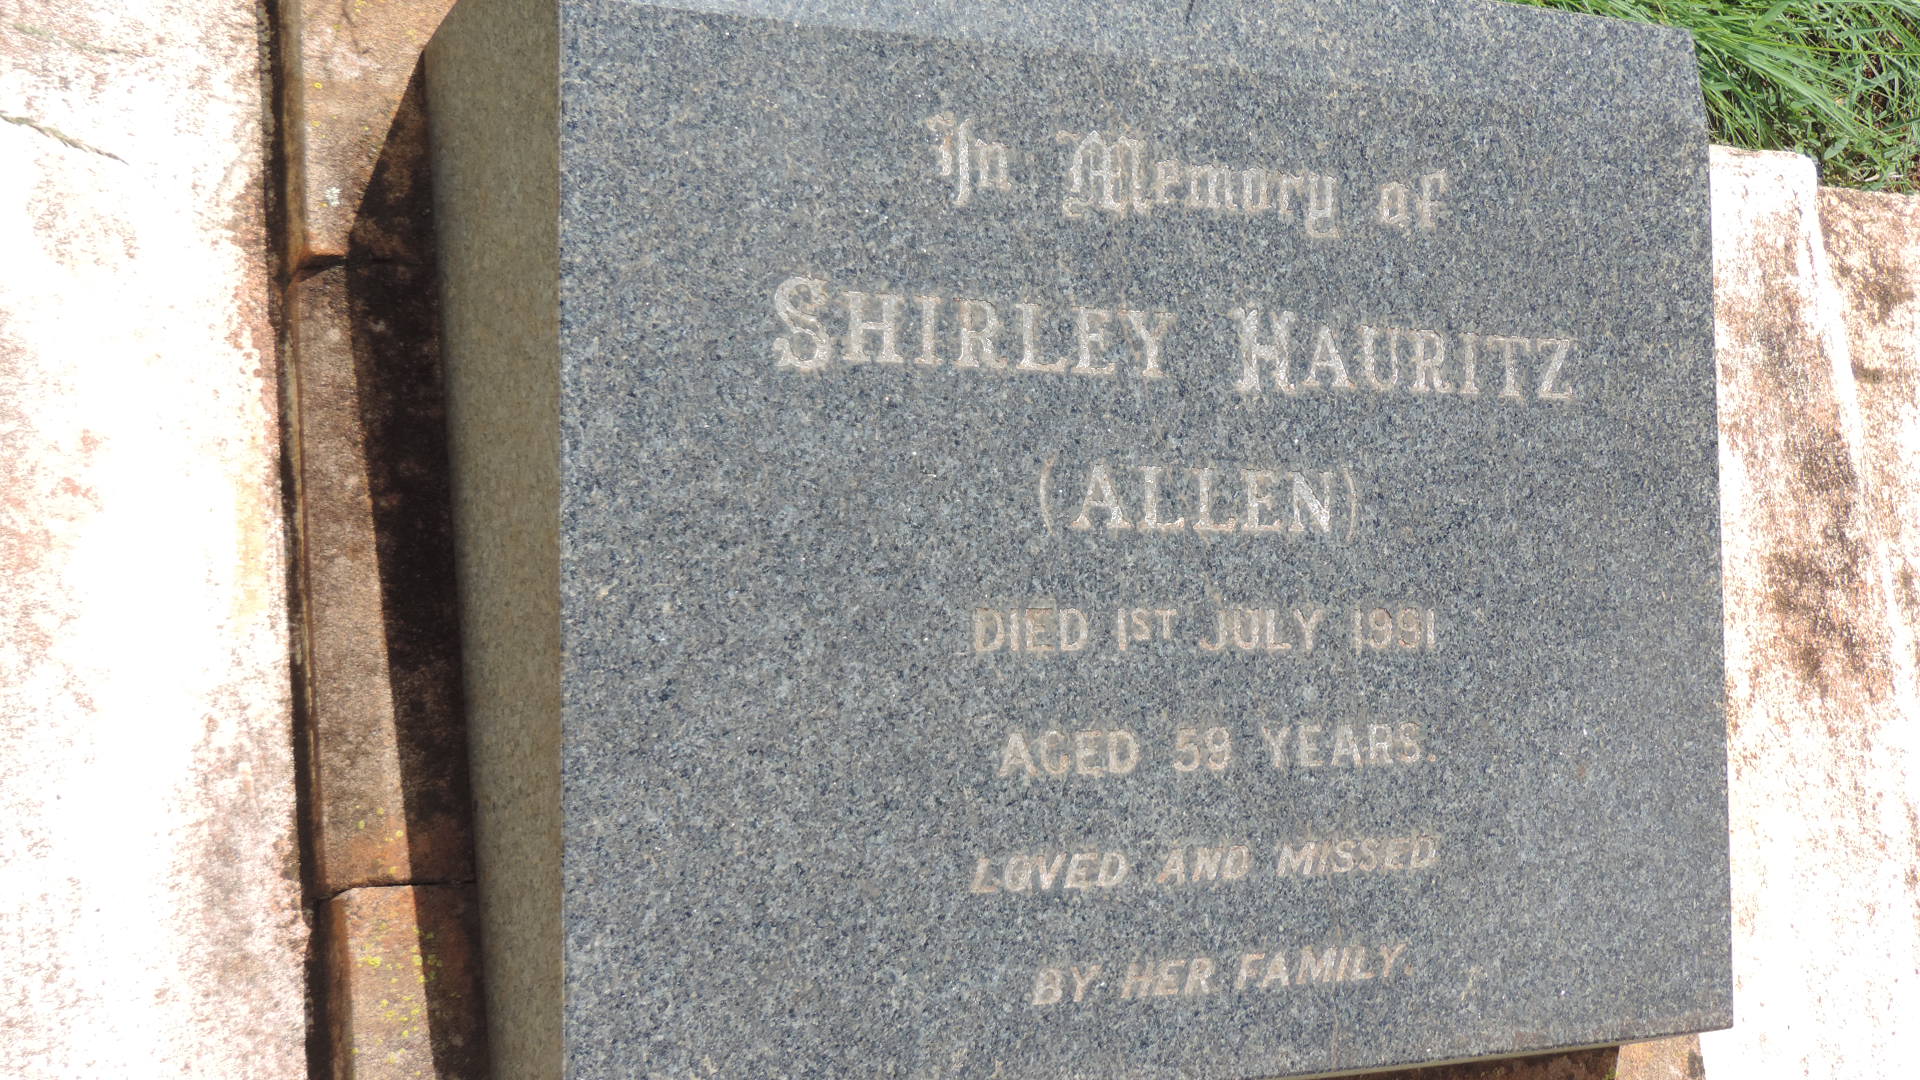 In Memory of
SHIRLEY HAURITZ
(ALLEN)
DIED 1ST JULY 1991
AGED 59 YEARS.
LOVED AND MISSED
BY HER FAMILY.